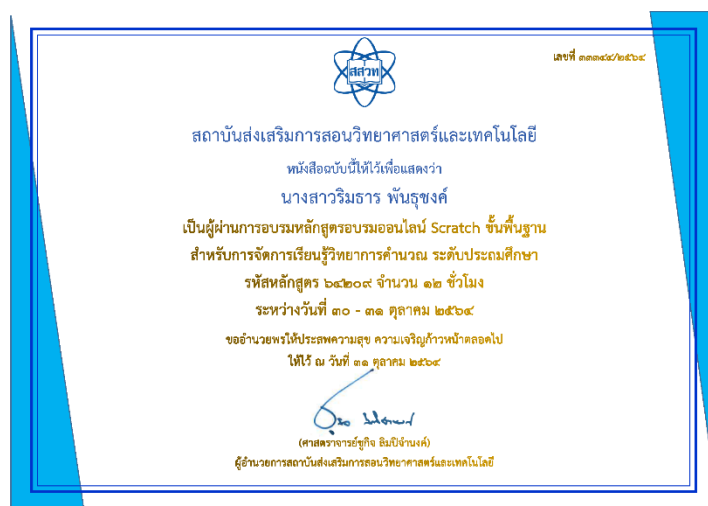 สสวท
เลขที่ ๓๓๓๔๔/๒๕๖๔
สถาบันส่งเสริมการสอนวิทยาศาสตร์และเทคโนโลยี
หนังสือฉบับนี้ให้ไว้เพื่อแสดงว่า
นางสาวริมธาร พันธุชงค์
เป็นผู้ผ่านการอบรมหลักสูตรอบรมออนไลน์ Scratch ขั้นพื้นฐาน
สำหรับการจัดการเรียนรู้วิทยาการคำนวณ ระดับประถมศึกษา
รหัสหลักสูตร ๖๔๒๐๙ จำนวน ๑๒ ชั่วโมง
ระหว่างวันที่ ๓๐ - ๓๑ ตุลาคม ๒๕๖๔
ขออำนวยพรให้ประสพความสุข ความเจริญก้าวหน้าตลอดไป
ให้ไว้ ณ วันที่ ๓๑ ตุลาคม ๒๕๖๔
(ศาสตราจารย์ชูกิจ ลิมปิจำนงค์)
ผู้อำนวยการสถาบันส่งเสริมการสอนวิทยาศาสตร์และเทคโนโลยี